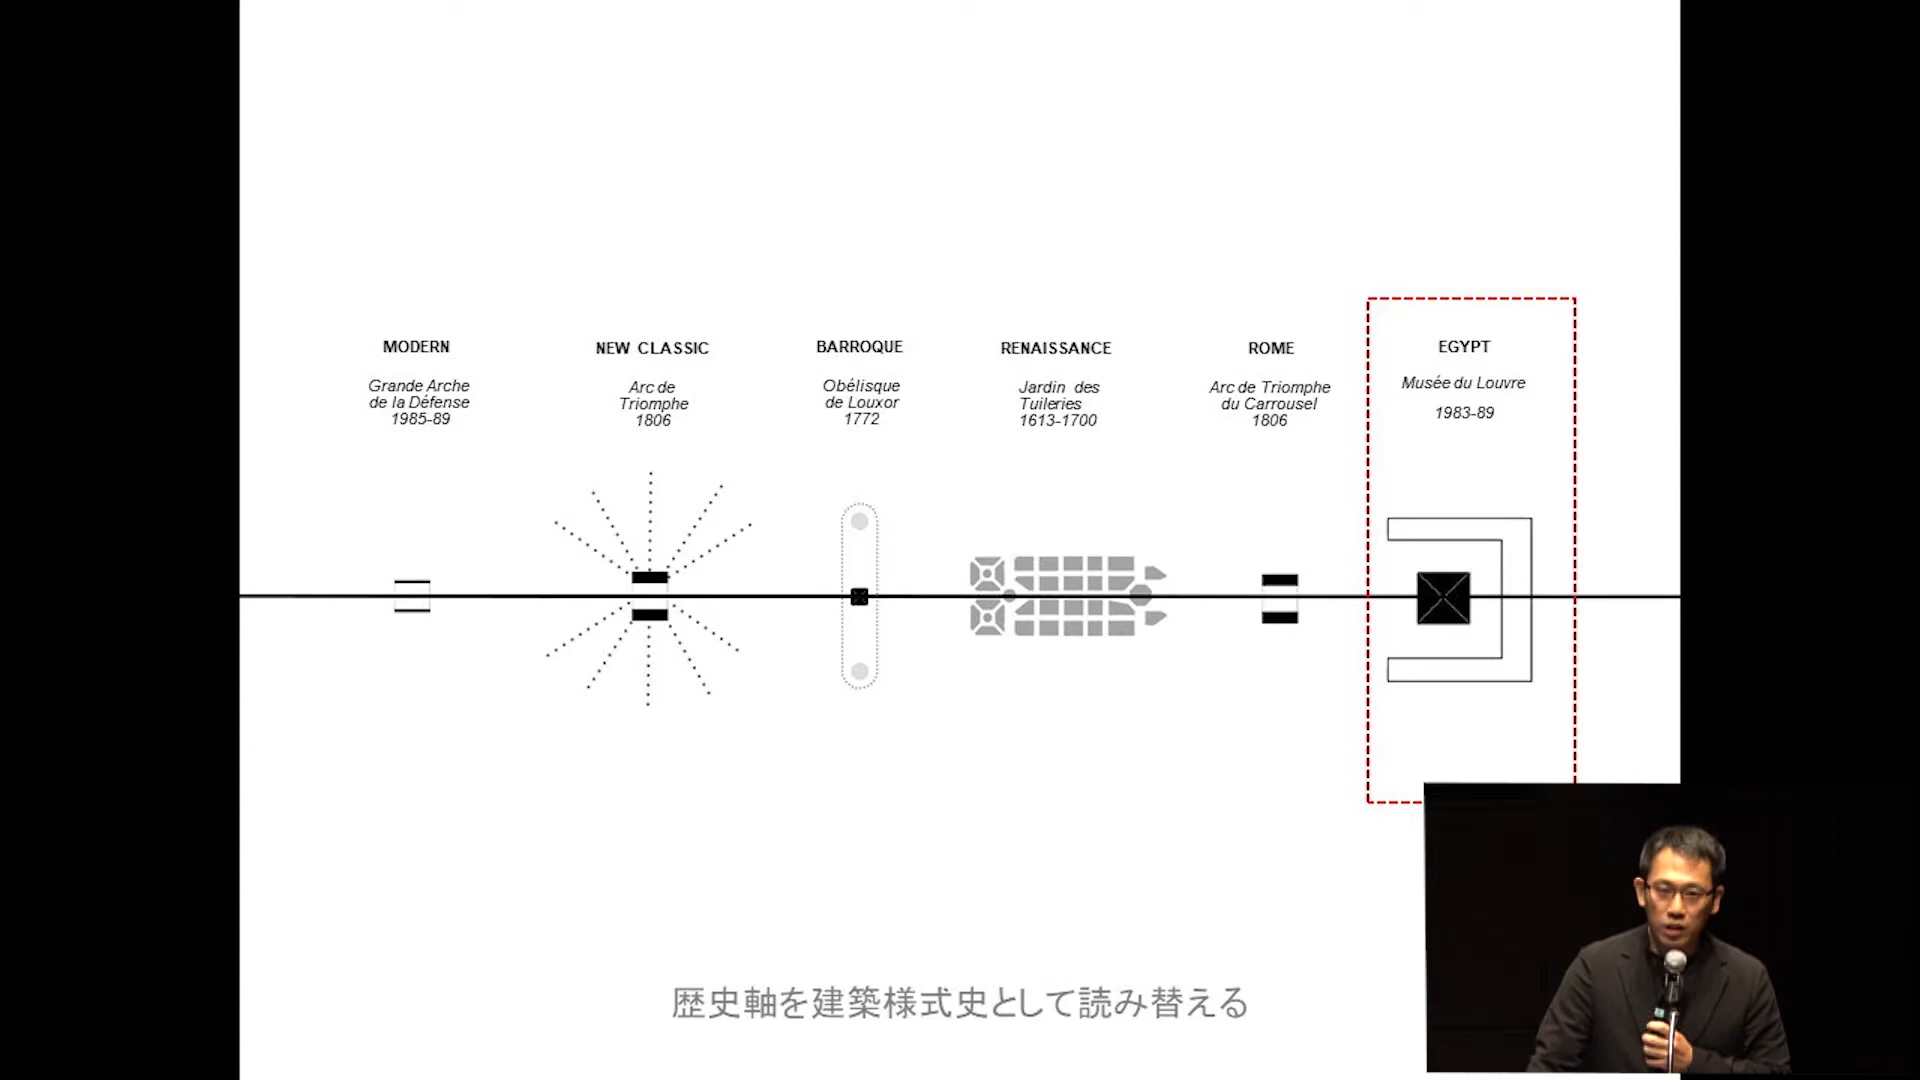 MODERN
Grande Arche
de la Défense
1985-89
NEW CLASSIC
Arc de
Triomphe
1806
BARROQUE
Obélisque
de Louxor
1772
RENAISSANCE
Jardin des
Tuileries
1613-1700
ROME
Arc de Triomphe
du Carrousel
1806
EGYPT
Musée du Louvre
1983-89
歴史軸を建築様式史として読み替える